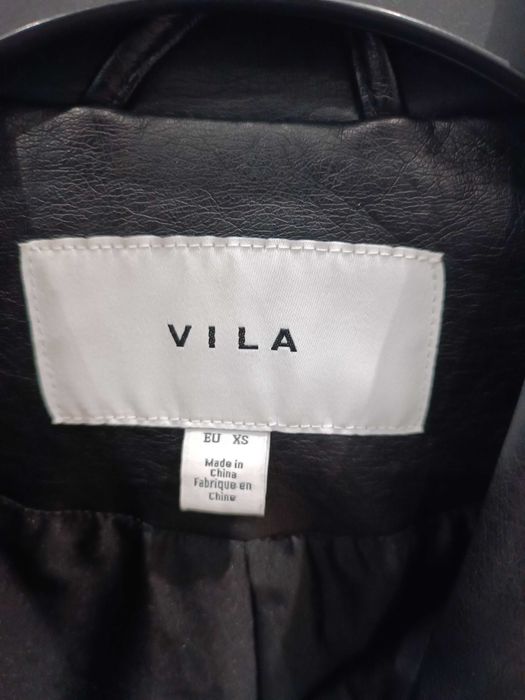 VILA
EU XS
Made in
China
Fabrique en
Chine